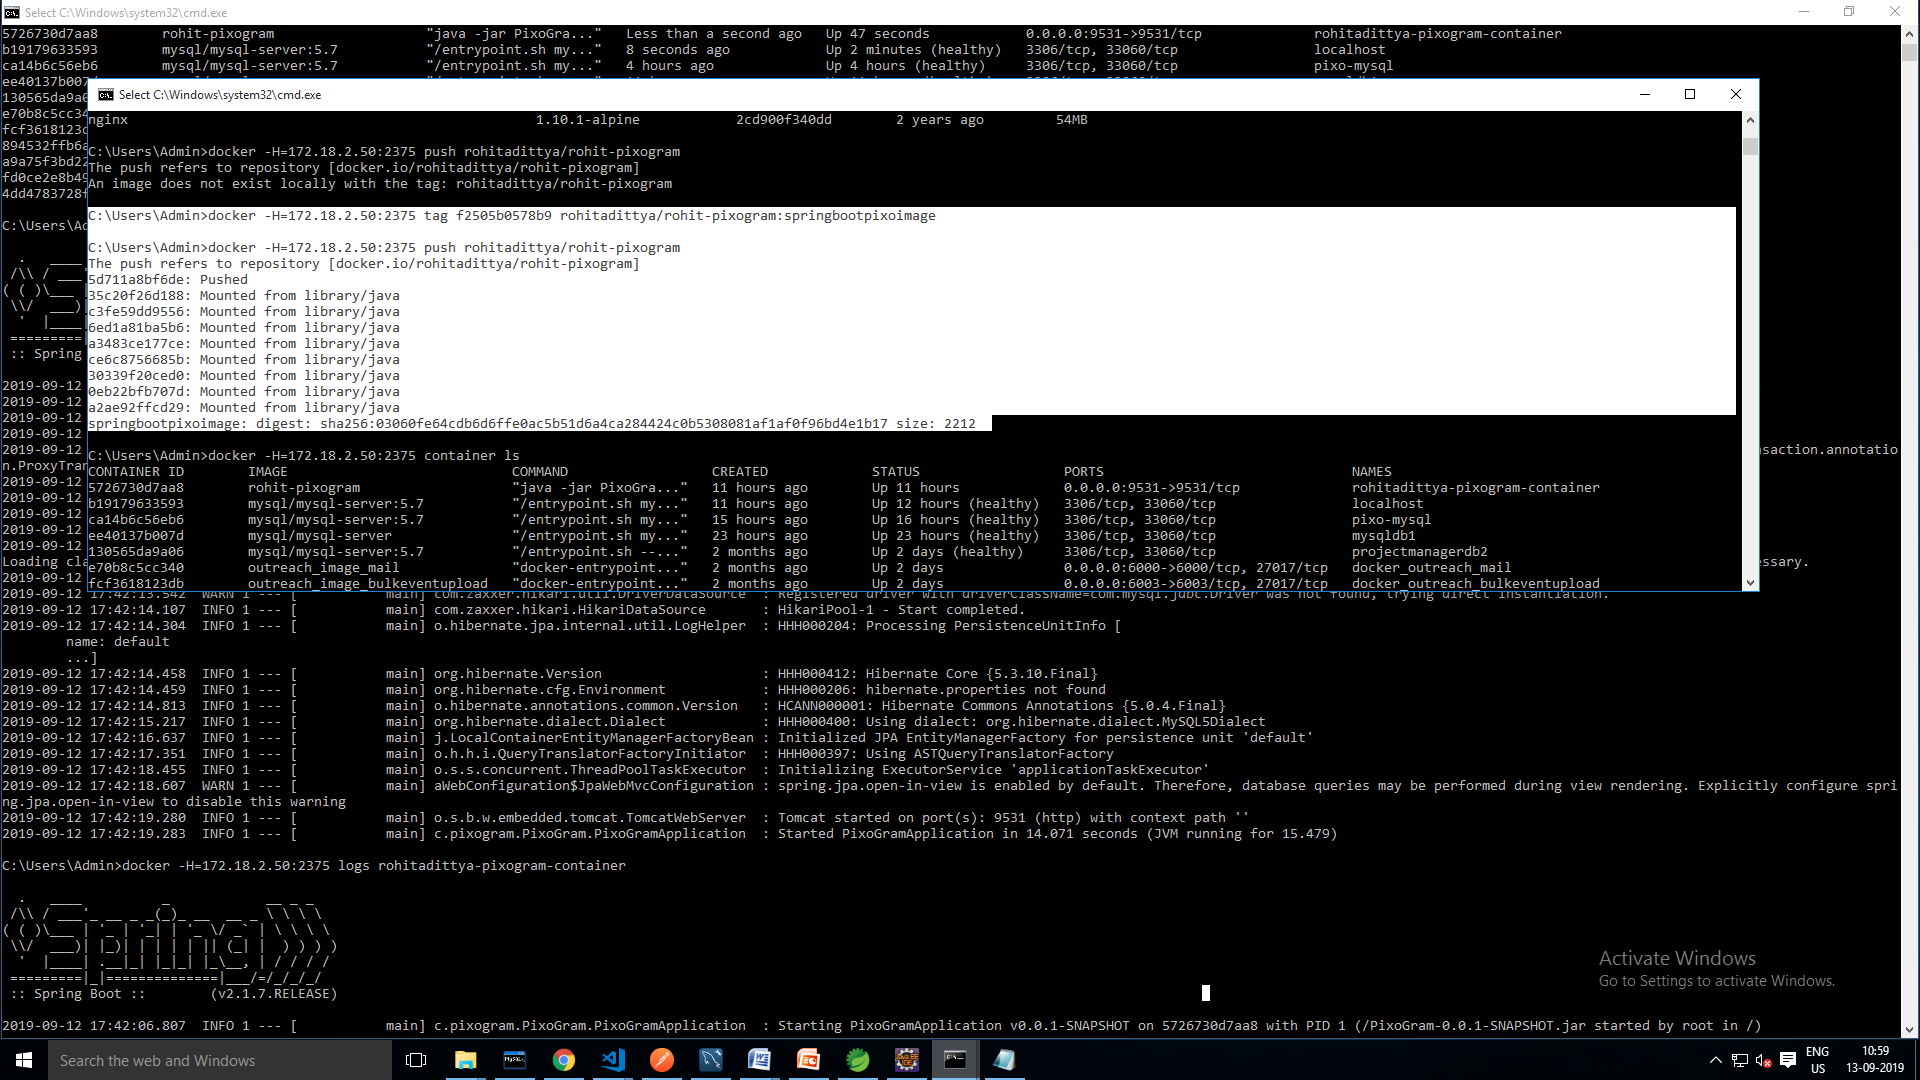 Select C:\Windows\system32\cmd.exe
5726730d7aa8 rohit-pixogram "java -jar PixoGra..." Less than a second ago Up 47 seconds 0.0.0.0:9531->9531/tcp rohitadittya-pixogram-container
b19179633593 mysql/mysql-server:5.7 "/entrypoint.sh my..." 8 seconds ago Up 2 minutes (healthy) 3306/tcp, 33060/tcp localhost
ca14b6c56eb6 mysql/mysql-server:5.7 "/entrypoint.sh my..." 4 hours ago Up 4 hours (healthy) 3306/tcp, 33060/tcp pixo-mysql
ee40137b007d
130565da9a0
e70b8c5cc34
fcf3618123d
894532ffb6a
a9a75f3bd22
fd0ce2e8b49
4dd4783728f
C:\Users\Ad
:: Spring
2019-09-12
2019-09-12
2019-09-12
2019-09-12
2019-09-12 nsaction.annotatio
n.ProxyTran
2019-09-12
2019-09-12
2019-09-12
2019-09-12
2019-09-12
Loading cla essary.
2019-09-12
Select C:\Windows\system32\cmd.exe
nginx 1.10.1-alpine 2cd900f340dd 2 years ago 54MB
C:\Users\Admin>docker -H=172.18.2.50:2375 push rohitadittya/rohit-pixogram
The push refers to repository [docker.io/rohitadittya/rohit-pixogram]
An image does not exist locally with the tag: rohitadittya/rohit-pixogram
C:\Users\Admin>docker -H=172.18.2.50:2375 tag f2505b0578b9 rohitadittya/rohit-pixogram:springbootpixoimage
C:\Users\Admin>docker -H=172.18.2.50:2375 push rohitadittya/rohit-pixogram
The push refers to repository [docker.io/rohitadittya/rohit-pixogram]
5d711a8bf6de: Pushed
35c20f26d188: Mounted from library/java
c3fe59dd9556: Mounted from library/java
6ed1a81ba5b6: Mounted from library/java
a3483ce177ce: Mounted from library/java
ce6c8756685b: Mounted from library/java
30339f20ced0: Mounted from library/java
0eb22bfb707d: Mounted from library/java
a2ae92ffcd29: Mounted from library/java
springbootpixoimage: digest: sha256:03060fe64cdb6d6ffe0ac5b51d6a4ca284424c0b5308081af1af0f96bd4e1b17 size: 2212
C:\Users\Admin>docker -H=172.18.2.50:2375 container ls
CONTAINER ID IMAGE COMMAND CREATED STATUS PORTS NAMES
5726730d7aa8 rohit-pixogram "java -jar PixoGra..." 11 hours ago Up 11 hours 0.0.0.0:9531->9531/tcp rohitadittya-pixogram-container
b19179633593 mysql/mysql-server:5.7 "/entrypoint.sh my..." 11 hours ago Up 12 hours (healthy) 3306/tcp, 33060/tcp localhost
ca14b6c56eb6 mysql/mysql-server:5.7 "/entrypoint.sh my..." 15 hours ago Up 16 hours (healthy) 3306/tcp, 33060/tcp pixo-mysql
ee40137b007d mysql/mysql-server "/entrypoint.sh my..." 23 hours ago Up 23 hours (healthy) 3306/tcp, 33060/tcp mysqldb1
130565da9a06 mysql/mysql-server:5.7 "/entrypoint.sh --..." 2 months ago Up 2 days (healthy) 3306/tcp, 33060/tcp projectmanagerdb2
e70b8c5cc340 outreach_image_mail "docker-entrypoint..." 2 months ago Up 2 days 0.0.0.0:6000->6000/tcp, 27017/tcp docker_outreach_mail
fcf3618123db outreach_image_bulkeventupload "docker-entrypoint..." 2 months ago Up 2 days 0.0.0.0:6003->6003/tcp, 27017/tcp docker_outreach_bulkeventupload
2019-09-12 17:42:13.542 WARN 1 --- [ main] com.zaxxer.hikari.util.DriverDataSource : Registered driver with driverClassName=com.mysql.jdbc.Driver was not found, trying direct instantiation.
2019-09-12 17:42:14.107 INFO 1 --- [ main] com.zaxxer.hikari.HikariDataSource : HikariPool-1 - Start completed.
2019-09-12 17:42:14.304 INFO 1 --- [ main] o.hibernate.jpa.internal.util.LogHelper : HHH000204: Processing PersistenceUnitInfo [
name: default
...]
2019-09-12 17:42:14.458 INFO 1 --- [ main] org.hibernate.Version : HHH000412: Hibernate Core {5.3.10.Final}
2019-09-12 17:42:14.459 INFO 1 --- [ main] org.hibernate.cfg.Environment : HHH000206: hibernate.properties not found
2019-09-12 17:42:14.813 INFO 1 --- [ main] o.hibernate.annotations.common.Version : HCANN000001: Hibernate Commons Annotations {5.0.4.Final}
2019-09-12 17:42:15.217 INFO 1 --- [ main] org.hibernate.dialect.Dialect : HHH000400: Using dialect: org.hibernate.dialect.MySQL5Dialect
2019-09-12 17:42:16.637 INFO 1 --- [ main] j.LocalContainerEntityManagerFactoryBean : Initialized JPA EntityManagerFactory for persistence unit 'default'
2019-09-12 17:42:17.351 INFO 1 --- [ main] o.h.h.i.QueryTranslatorFactoryInitiator : HHH000397: Using ASTQueryTranslatorFactory
2019-09-12 17:42:18.455 INFO 1 --- [ main] o.s.s.concurrent.ThreadPoolTaskExecutor : Initializing ExecutorService 'applicationTaskExecutor'
2019-09-12 17:42:18.607 WARN 1 --- [ main] aWebConfiguration$JpaWebMvcConfiguration : spring.jpa.open-in-view is enabled by default. Therefore, database queries may be performed during view rendering. Explicitly configure spri
ng.jpa.open-in-view to disable this warning
2019-09-12 17:42:19.280 INFO 1 --- [ main] o.s.b.w.embedded.tomcat.TomcatWebServer : Tomcat started on port(s): 9531 (http) with context path ''
2019-09-12 17:42:19.283 INFO 1 --- [ main] c.pixogram.PixoGram.PixoGramApplication : Started PixoGramApplication in 14.071 seconds (JVM running for 15.479)
C:\Users\Admin>docker -H=172.18.2.50:2375 logs rohitadittya-pixogram-container
:: Spring Boot :: (v2.1.7.RELEASE)
2019-09-12 17:42:06.807 INFO 1 --- [ main] c.pixogram.PixoGram.PixoGramApplication : Starting PixoGramApplication v0.0.1-SNAPSHOT on 5726730d7aa8 with PID 1 (/PixoGram-0.0.1-SNAPSHOT.jar started by root in /)
Activate Windows
Go to Settings to activate Windows.
Search the web and Windows
ENG
US
10:59
13-09-2019